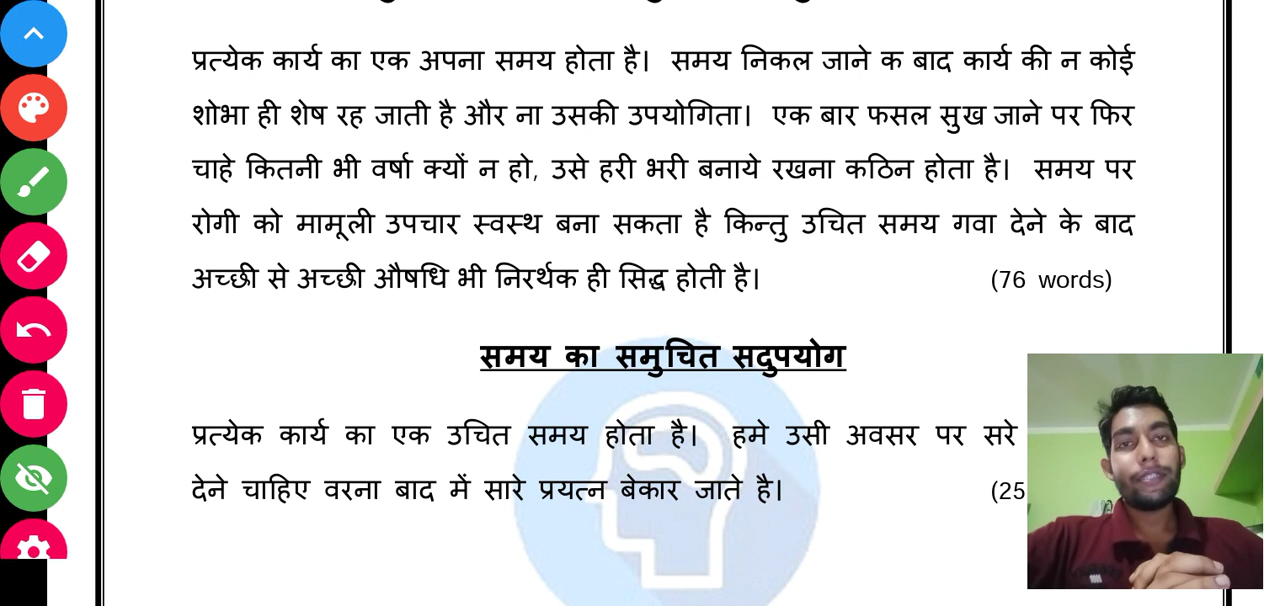 प्रत्येक कार्य का एक अपना समय होता है। समय निकल जाने क बाद कार्य की न कोई
शोभा ही शेष रह जाती है और ना उसकी उपयोगिता। एक बार फसल सुख जाने पर फिर
चाहे कितनी भी वर्षा क्यों न हो, उसे हरी भरी बनाये रखना कठिन होता है। समय पर
रोगी को मामूली उपचार स्वस्थ बना सकता है किन्तु उचित समय गवा देने के बाद
अच्छी से अच्छी औषधि भी निरर्थक ही सिद्ध होती है। (76 words)
समय का समुचित सदुपयोग
प्रत्येक कार्य का एक उचित समय होता है। हमे उसी अवसर पर सरे
देने चाहिए वरना बाद में सारे प्रयत्न बेकार जाते है। (25